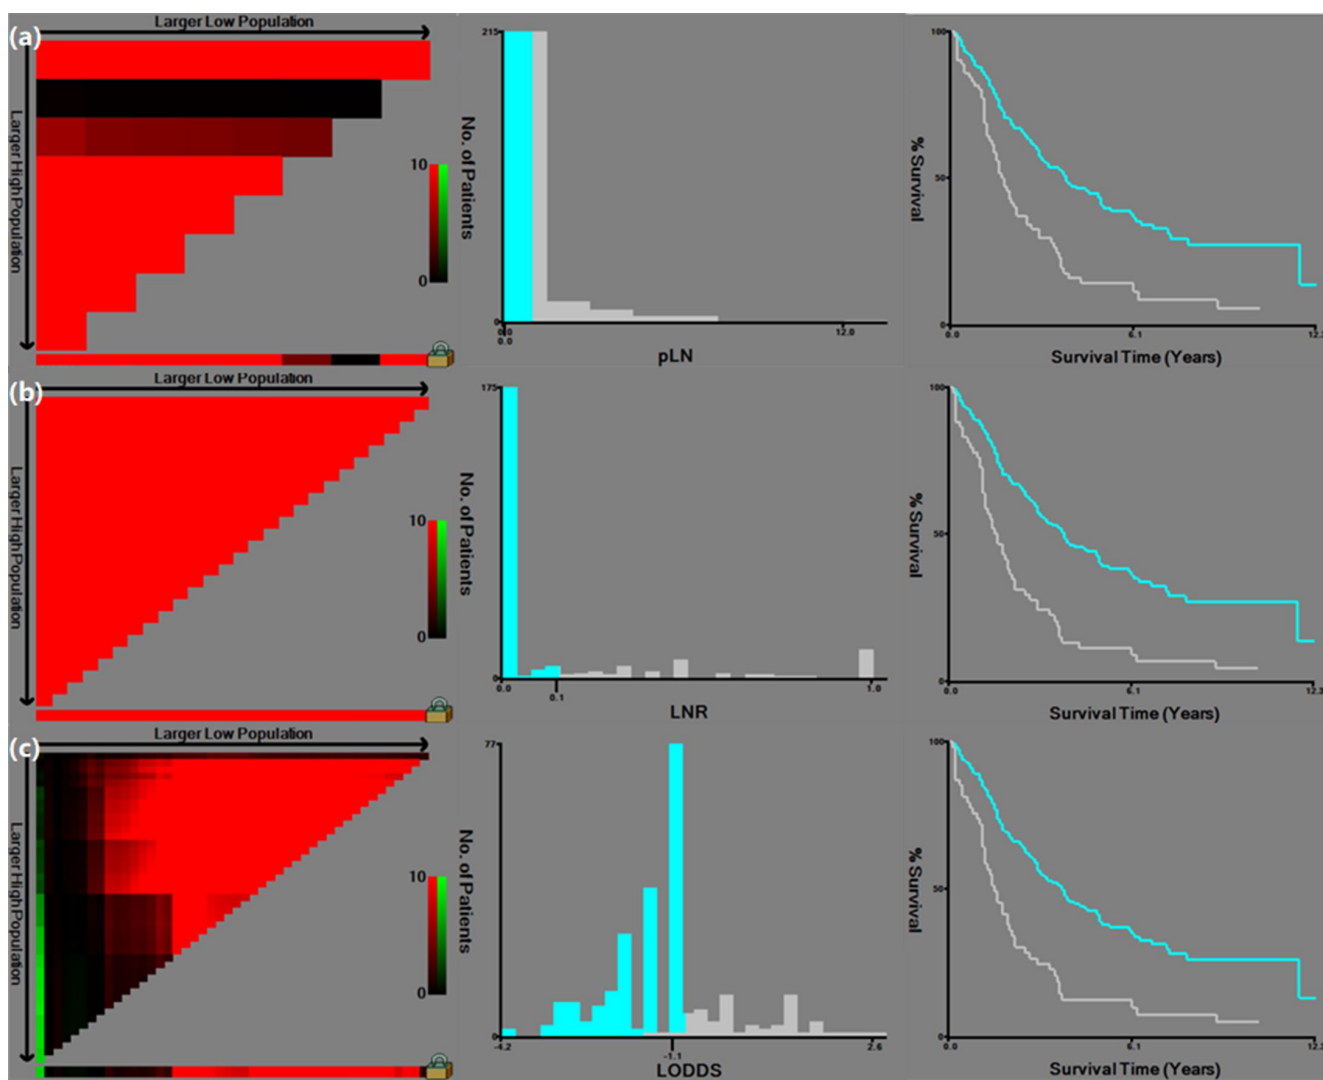 (a)
Larger Low Population
Larger High Population
10
0
No. of Patients
215
0
0.0
0.0
12.0
pLN
% Survival
100
50
0
0.0
6.1
12.3
Survival Time (Years)
(b)
Larger Low Population
Larger High Population
10
0
No. of Patients
175
0
0.0
0.1
1.0
LNR
% Survival
100
50
0
0.0
6.1
Survival Time (Years)
(c)
Larger Low Population
Larger High Population
10
0
No. of Patients
77
0
-4.2
-1.1
2.6
LODDS
% Survival
100
50
0
0.0
6.1
Survival Time (Years)